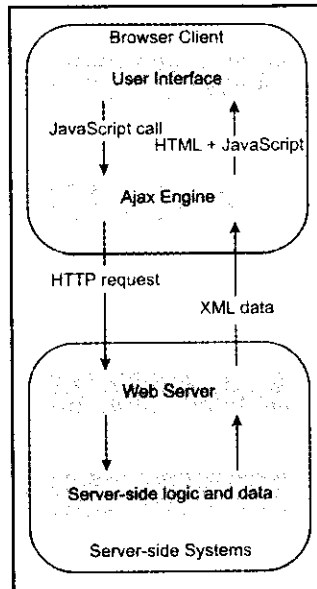 Browser Client
User Interface
JavaScript call
HTML + JavaScript
Ajax Engine
HTTP request
XML data
Web Server
Server-side logic and data
Server-side Systems